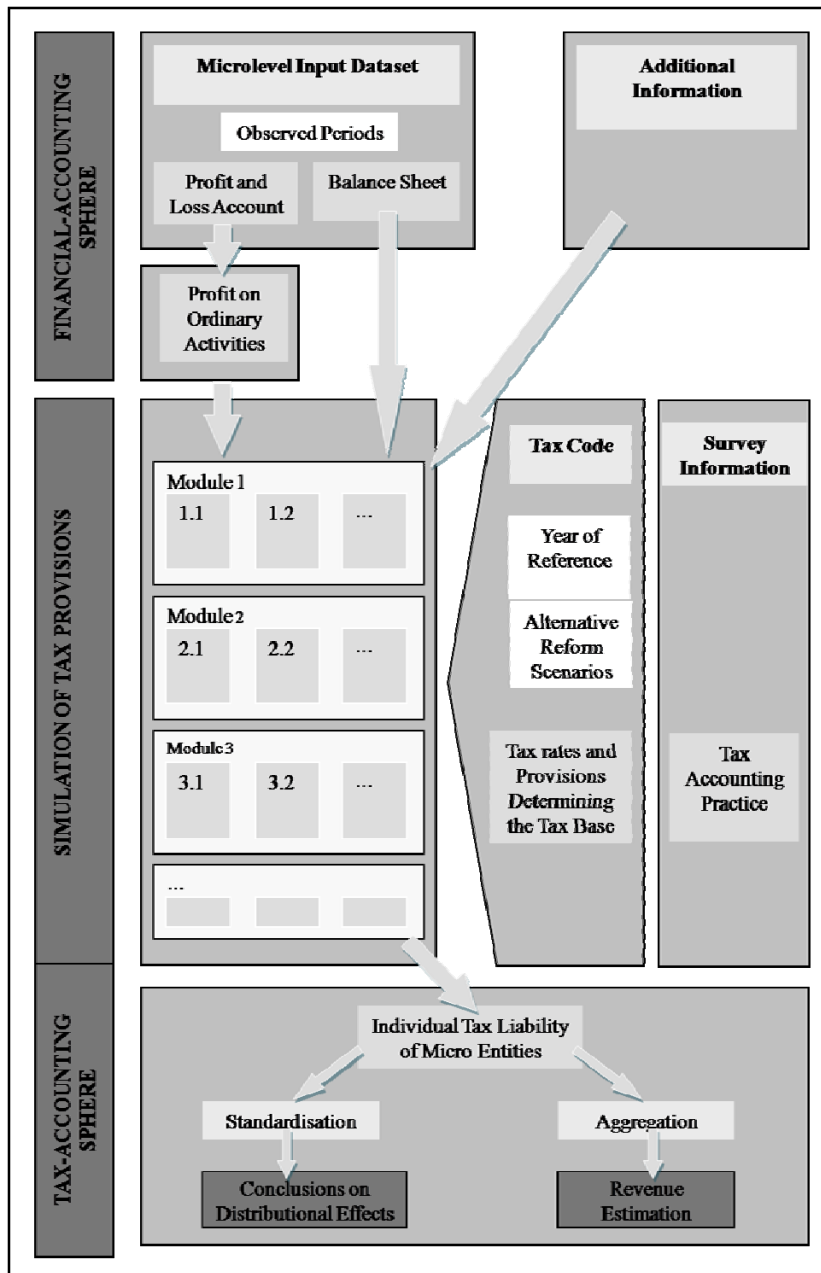 FINANCIAL-ACCOUNTING
SPHERE
Microlevel Input Dataset
Observed Periods
Profit and
Loss Account
Balance Sheet
Profit on
Ordinary
Activities
Additional
Information
SIMULATION OF TAX PROVISIONS
Module 1
1.1
1.2
...
Module 2
2.1
2.2
...
Module 3
3.1
3.2
...
...
Tax Code
Year of
Reference
Alternative
Reform
Scenarios
Tax rates and
Provisions
Determining
the Tax Base
Survey
Information
Tax
Accounting
Practice
TAX-ACCOUNTING
SPHERE
Individual Tax Liability
of Micro Entities
Standardisation
Aggregation
Conclusions on
Distributional Effects
Revenue
Estimation